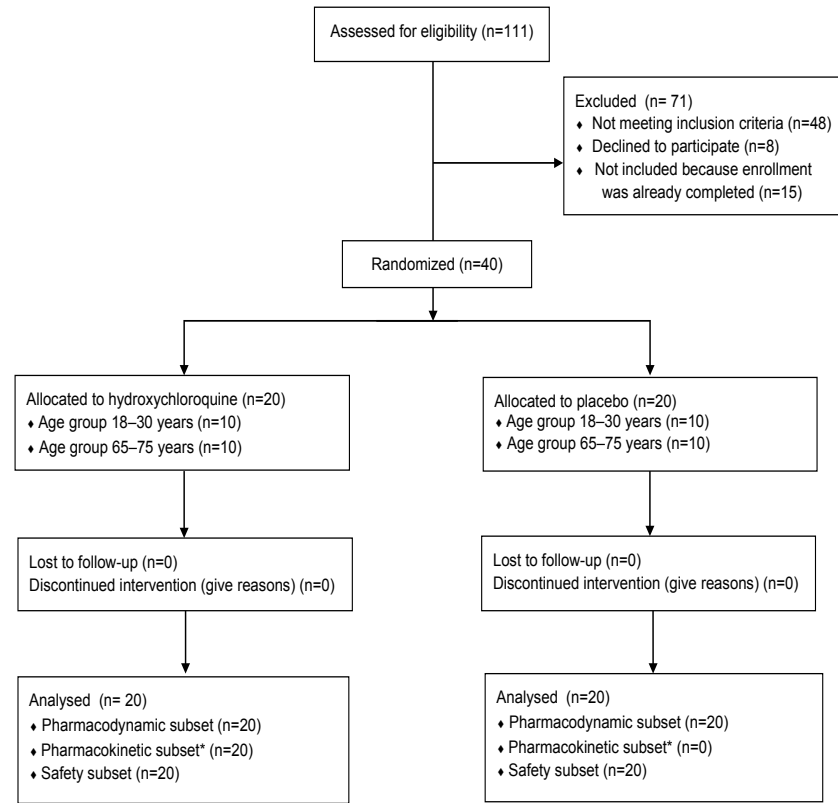 Assessed for eligibility (n=111)
Excluded (n= 71)
♦ Not meeting inclusion criteria (n=48)
♦ Declined to participate (n=8)
♦ Not included because enrollment
was already completed (n=15)
Randomized (n=40)
Allocated to hydroxychloroquine (n=20)
♦ Age group 18–30 years (n=10)
♦ Age group 65–75 years (n=10)
Allocated to placebo (n=20)
♦ Age group 18–30 years (n=10)
♦ Age group 65–75 years (n=10)
Lost to follow-up (n=0)
Discontinued intervention (give reasons) (n=0)
Lost to follow-up (n=0)
Discontinued intervention (give reasons) (n=0)
Analysed (n= 20)
♦ Pharmacodynamic subset (n=20)
♦ Pharmacokinetic subset* (n=20)
♦ Safety subset (n=20)
Analysed (n=20)
♦ Pharmacodynamic subset (n=20)
♦ Pharmacokinetic subset* (n=0)
♦ Safety subset (n=20)